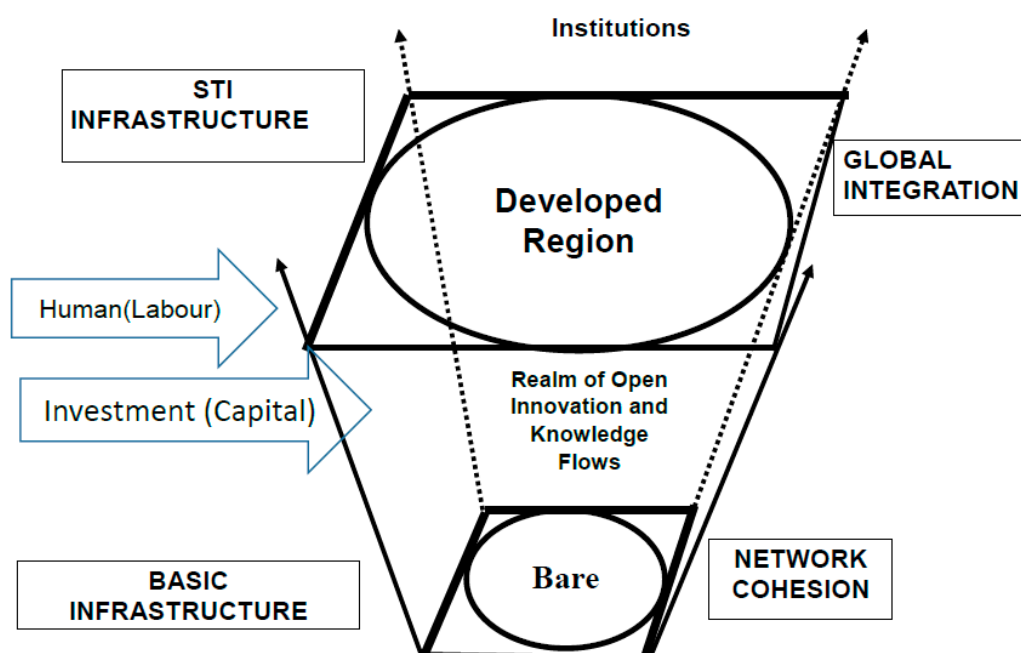 Institutions
STI
INFRASTRUCTURE
GLOBAL
INTEGRATION
Developed
Region
Human(Labour)
Investment (Capital)
Realm of Open
Innovation and
Knowledge
Flows
BASIC
INFRASTRUCTURE
Bare
NETWORK
COHESION